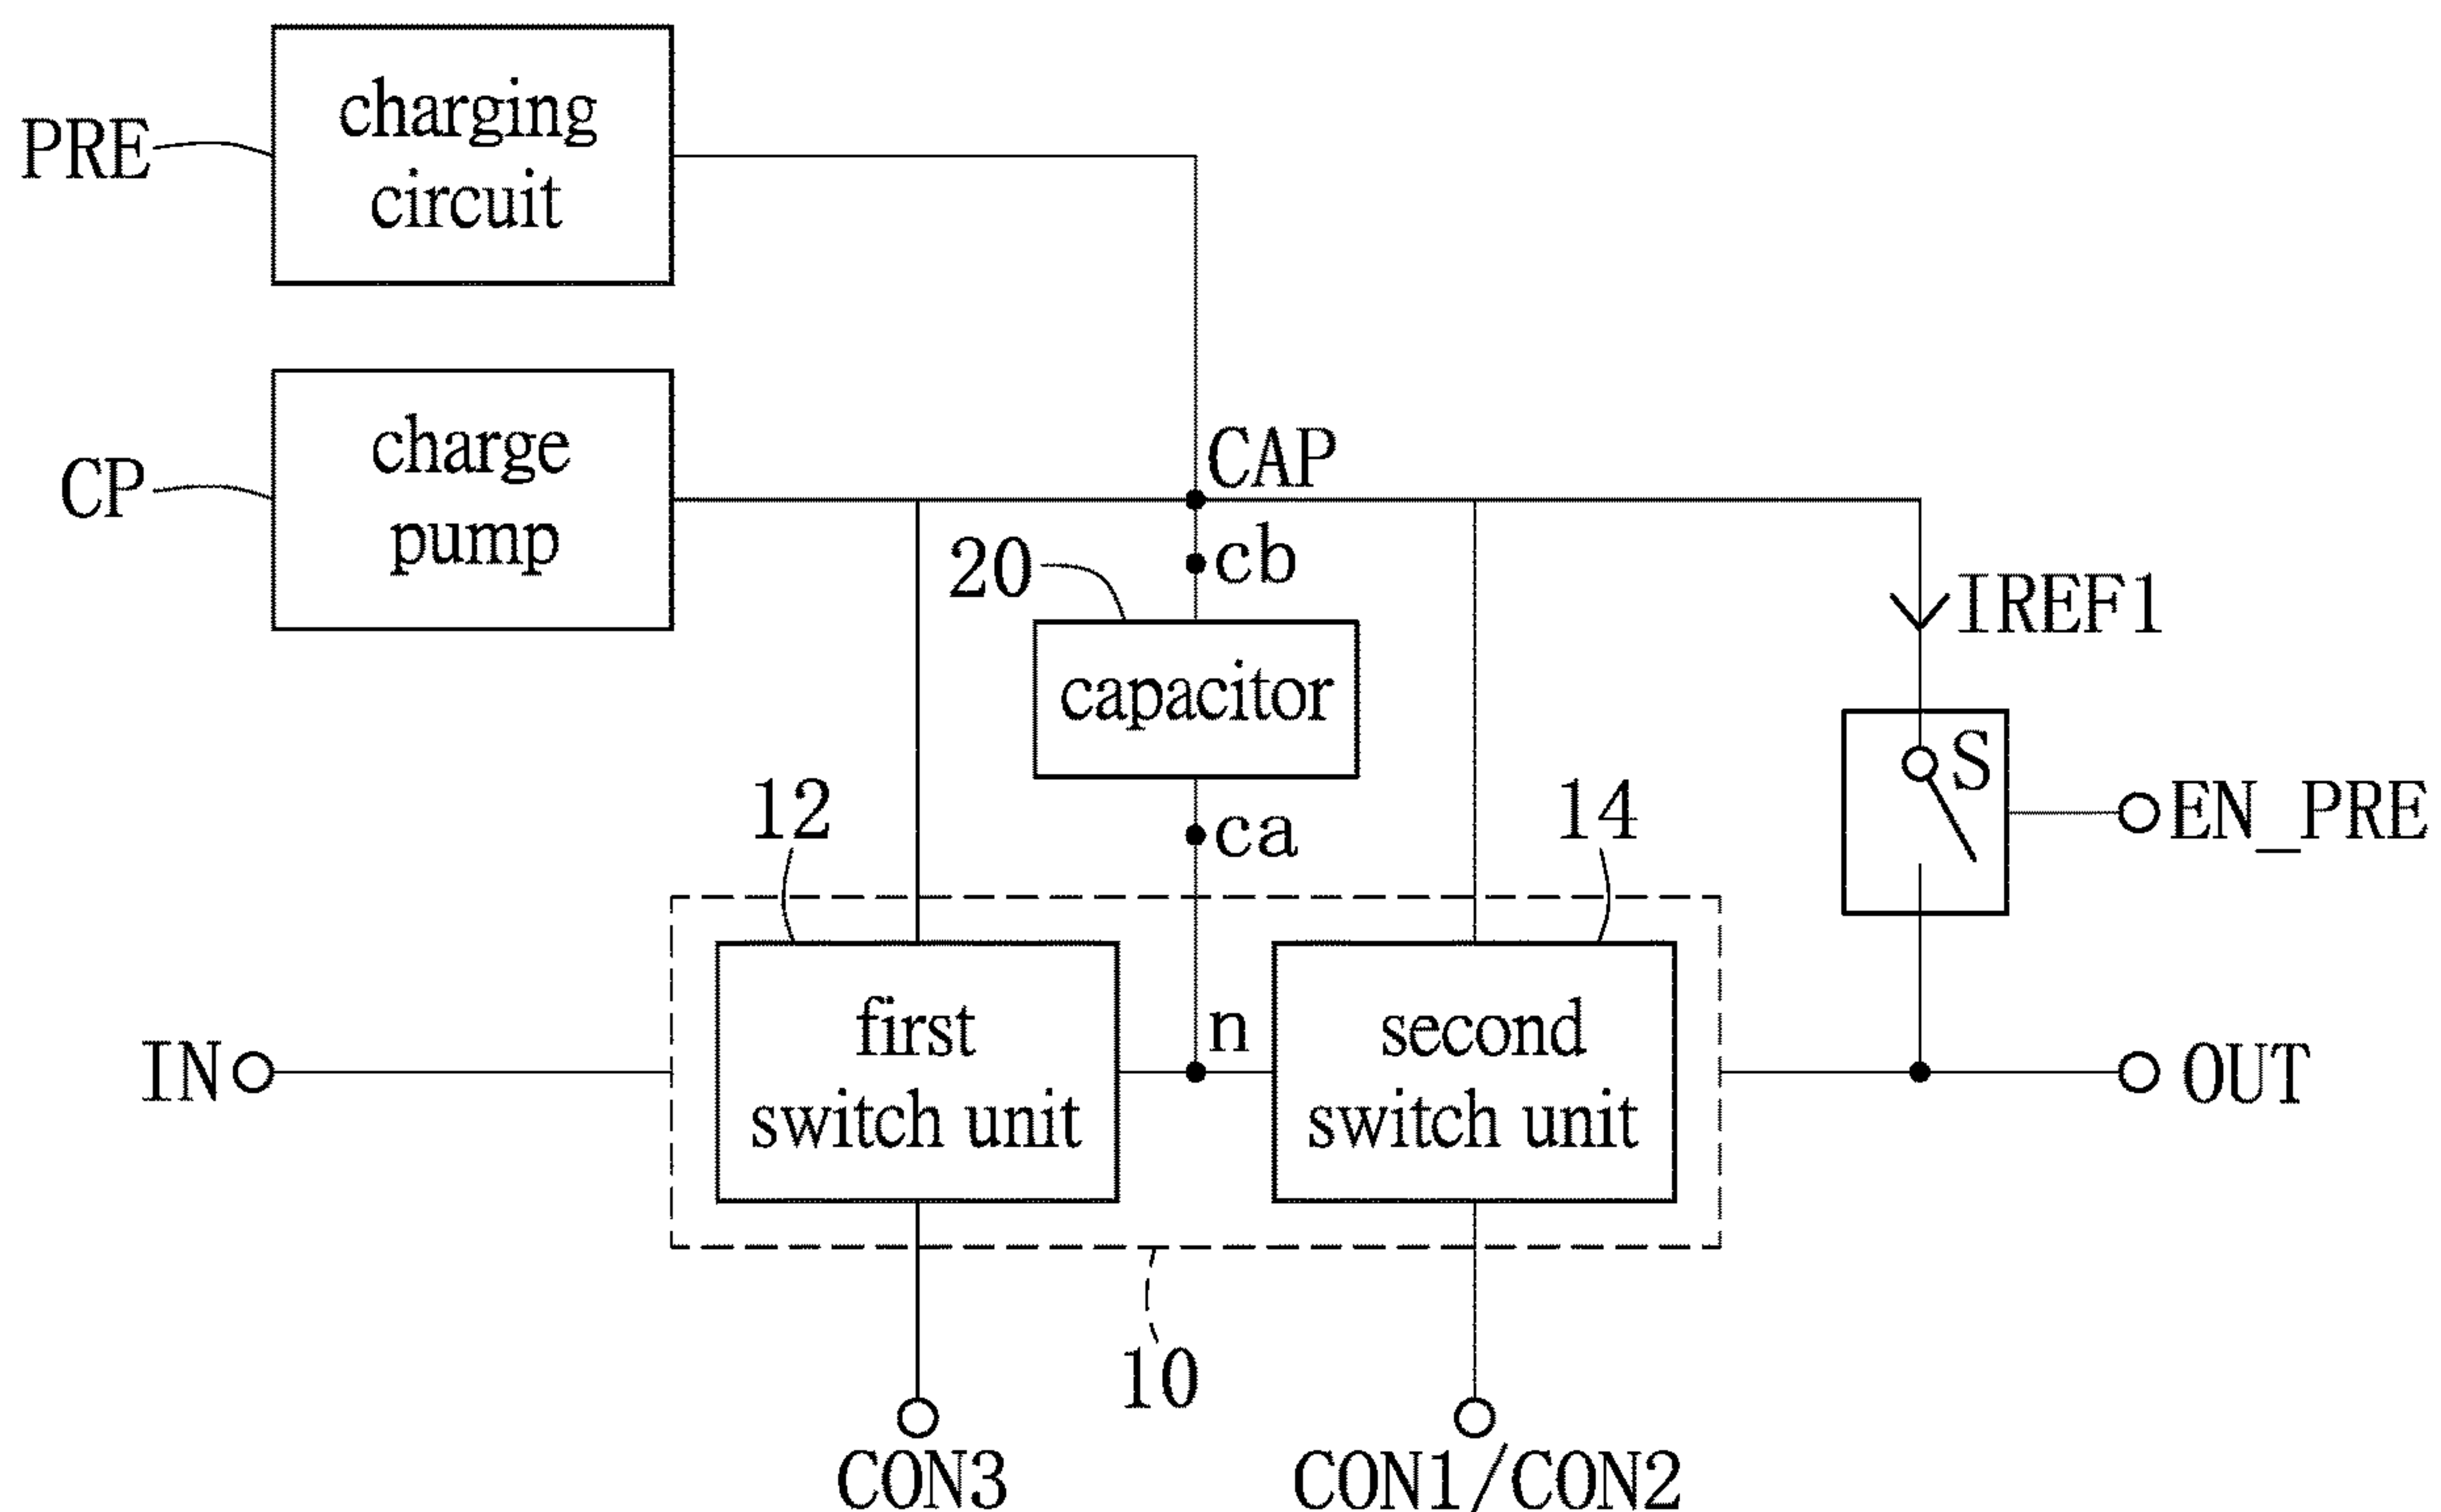 charging
circuit
PRE
charge
pump
CP
CAP
cb
20
IREF1
capacitor
S
EN_PRE
12
ca
14
first
switch unit
n
second
switch unit
IN
OUT
10
CON3
CON1/CON2